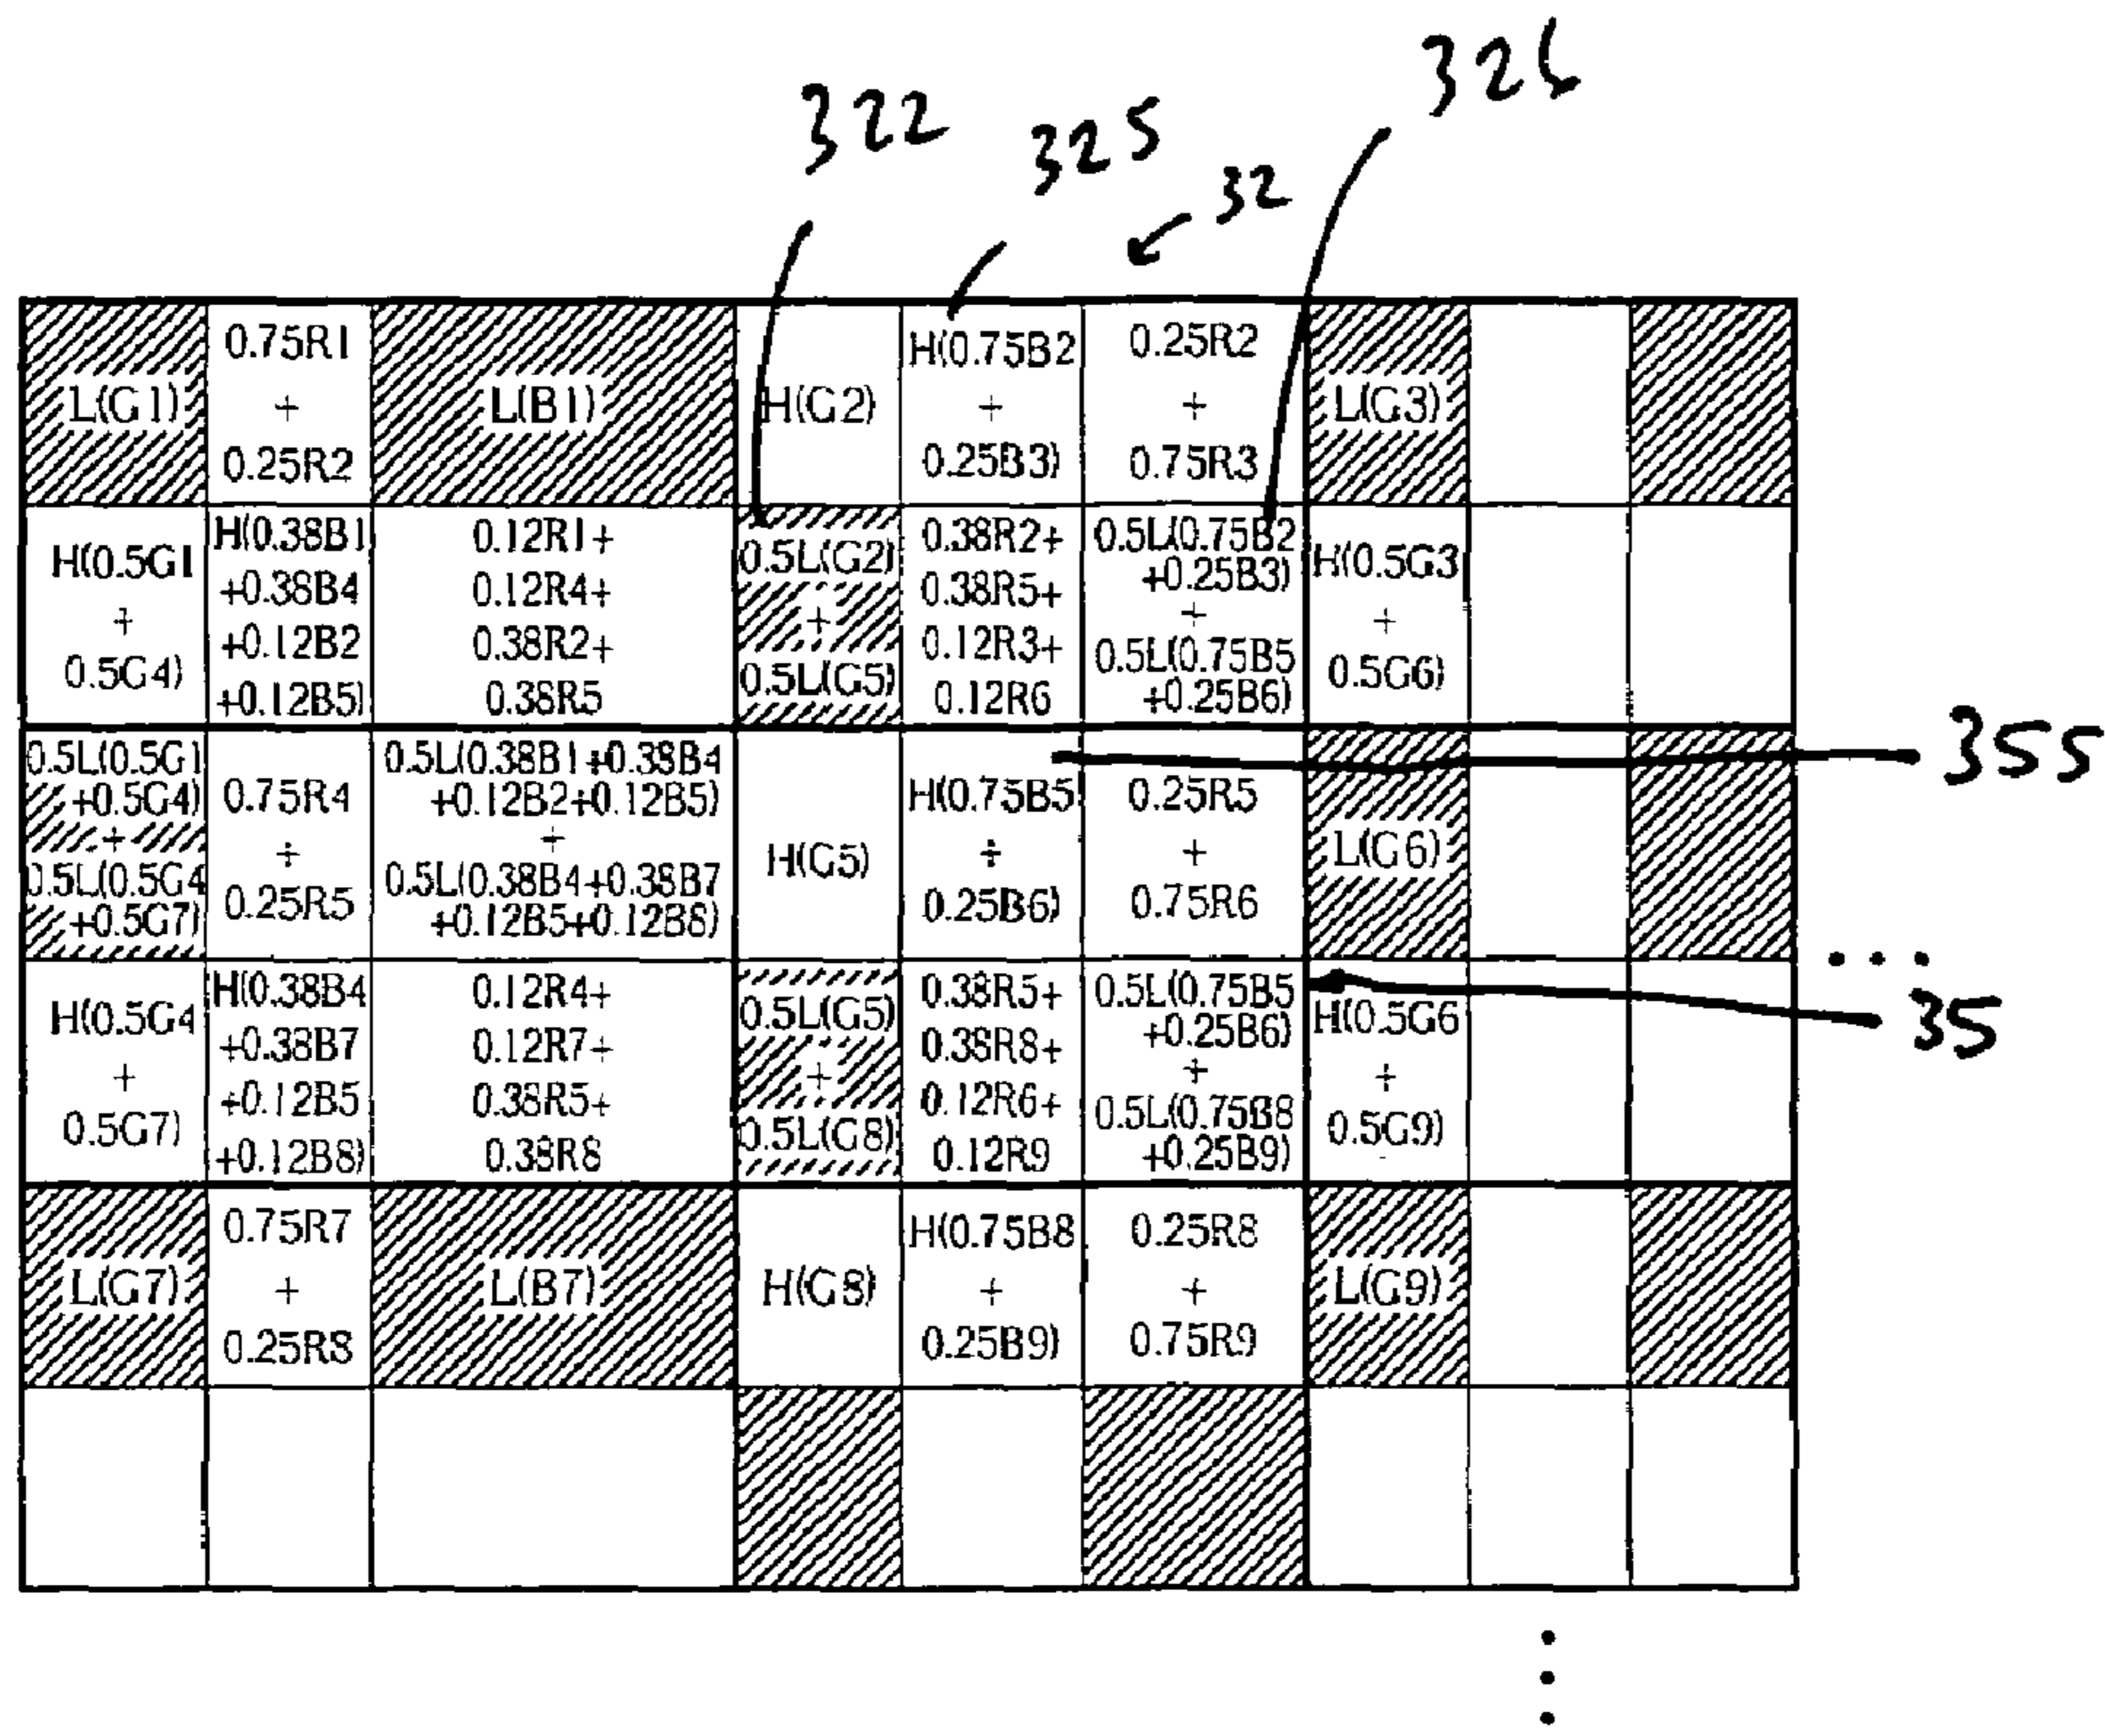 322
325
32
326
L(G1)
0.75R1
+
0.25R2
L(B1)
H(G2)
H(0.75B2
+
0.25B3)
0.25R2
+
0.75R3
L(G3)
H(0.5G1
+
0.5G4)
H(0.38B1
+0.38B4
+0.12B2
+0.12B5)
0.12R1+
0.12R4+
0.38R2+
0.38R5
0.5L(G2)
+
0.5L(G5)
0.38R2+
0.38R5+
0.12R3+
0.12R6
0.5L(0.75B2
+0.25B3)
+
0.5L(0.75B5
+0.25B6)
H(0.5G3
+
0.5G6)
355
0.5L(0.5G1
+0.5G4)
+
0.5L(0.5G4
+0.5G7)
0.75R4
+
0.25R5
0.5L(0.38B1+0.38B4
+0.12B2+0.12B5)
+
0.5L(0.38B4+0.38B7
+0.12B5+0.12B8)
H(G5)
H(0.75B5
+
0.25B6)
0.25R5
+
0.75R6
L(G6)
...
35
H(0.5G4
+
0.5G7)
H(0.38B4
+0.38B7
+0.12B5
+0.12B8)
0.12R4+
0.12R7+
0.38R5+
0.38R8
0.5L(G5)
+
0.5L(G8)
0.38R5+
0.38R8+
0.12R6+
0.12R9
0.5L(0.75B5
+0.25B6)
+
0.5L(0.75B8
+0.25B9)
H(0.5G6
+
0.5G9)
L(G7)
0.75R7
+
0.25R8
L(B7)
H(G8)
H(0.75B8
+
0.25B9)
0.25R8
+
0.75R9
L(G9)